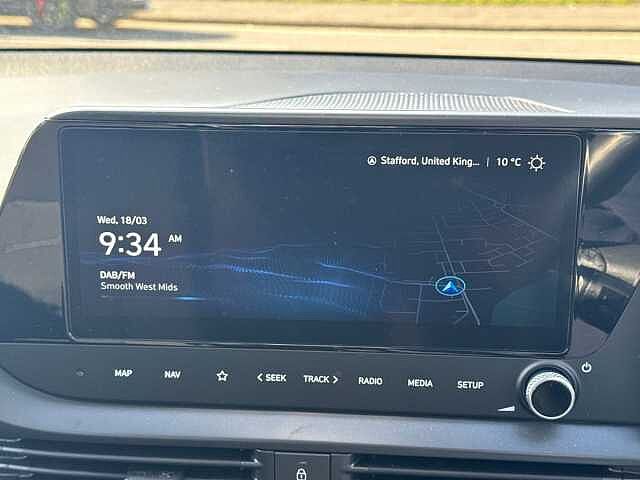 Stafford, United King... | 10 °C
Wed, 18/03
9:34 AM
DAB/FM
Smooth West Mids
MAP NAV < SEEK TRACK > RADIO MEDIA SETUP